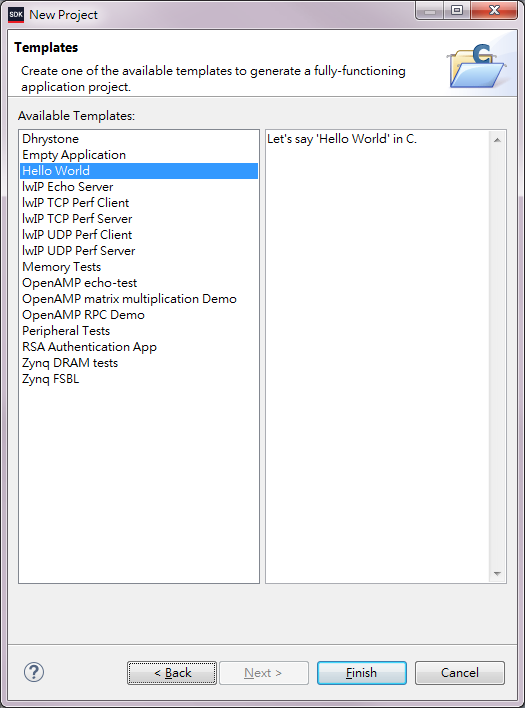 SDK New Project
Templates
Create one of the available templates to generate a fully-functioning
application project.
C
Available Templates:
Dhrystone
Empty Application
Hello World
lwIP Echo Server
lwIP TCP Perf Client
lwIP TCP Perf Server
lwIP UDP Perf Client
lwIP UDP Perf Server
Memory Tests
OpenAMP echo-test
OpenAMP matrix multiplication Demo
OpenAMP RPC Demo
Peripheral Tests
RSA Authentication App
Zynq DRAM tests
Zynq FSBL
Let's say 'Hello World' in C.
? < Back Next > Finish Cancel